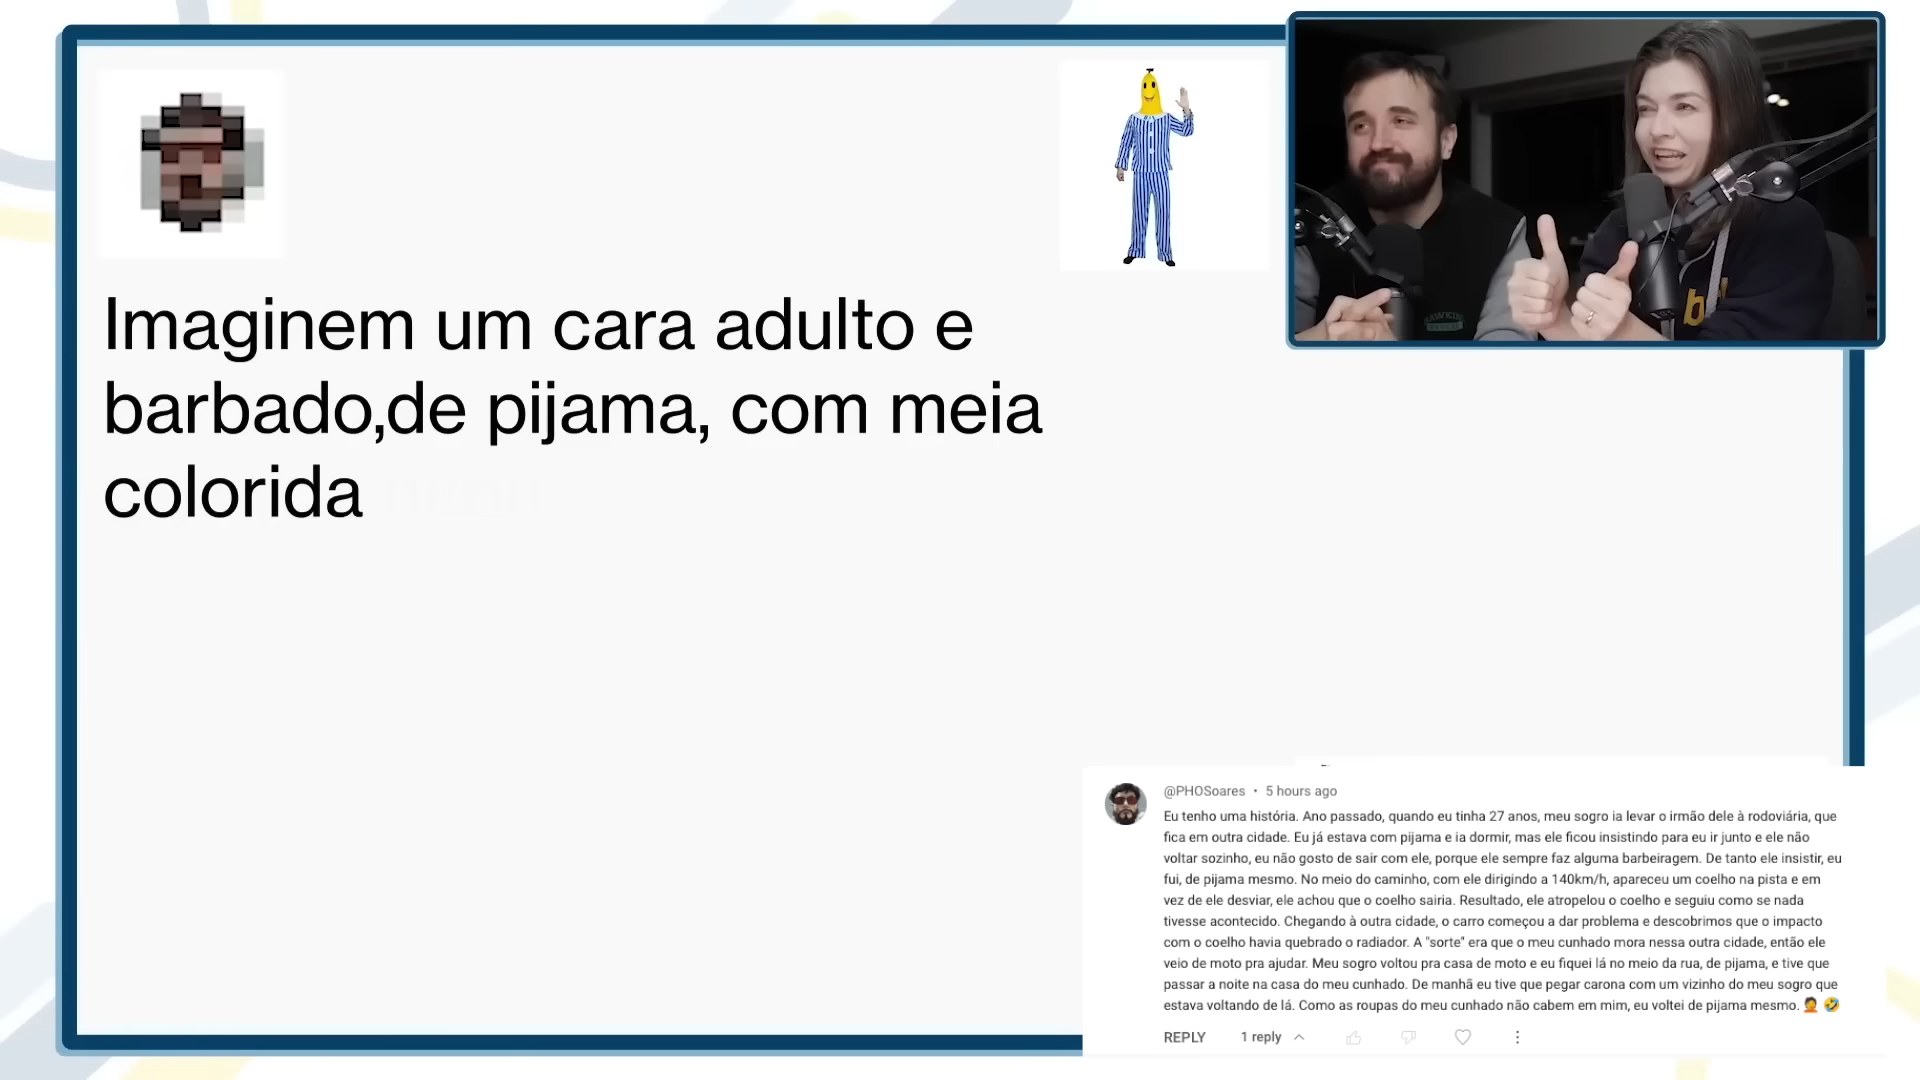 Imaginem um cara adulto e
barbado,de pijama, com meia
colorida
@PHOSoares • 5 hours ago
Eu tenho uma história. Ano passado, quando eu tinha 27 anos, meu sogro ia levar o irmão dele à rodoviária, que
fica em outra cidade. Eu já estava com pijama e ia dormir, mas ele ficou insistindo para eu ir junto e ele não
voltar sozinho, eu não gosto de sair com ele, porque ele sempre faz alguma barbeiragem. De tanto ele insistir, eu
fui, de pijama mesmo. No meio do caminho, com ele dirigindo a 140km/h, apareceu um coelho na pista e em
vez de ele desviar, ele achou que o coelho sairia. Resultado, ele atropelou o coelho e seguiu como se nada
tivesse acontecido. Chegando à outra cidade, o carro começou a dar problema e descobrimos que o impacto
com o coelho havia quebrado o radiador. A "sorte" era que o meu cunhado mora nessa outra cidade, então ele
veio de moto pra ajudar. Meu sogro voltou pra casa de moto e eu fiquei lá no meio da rua, de pijama, e tive que
passar a noite na casa do meu cunhado. De manhã eu tive que pegar carona com um vizinho do meu sogro que
estava voltando de lá. Como as roupas do meu cunhado não cabem em mim, eu voltei de pijama mesmo. 🤦 🤣
REPLY 1 reply